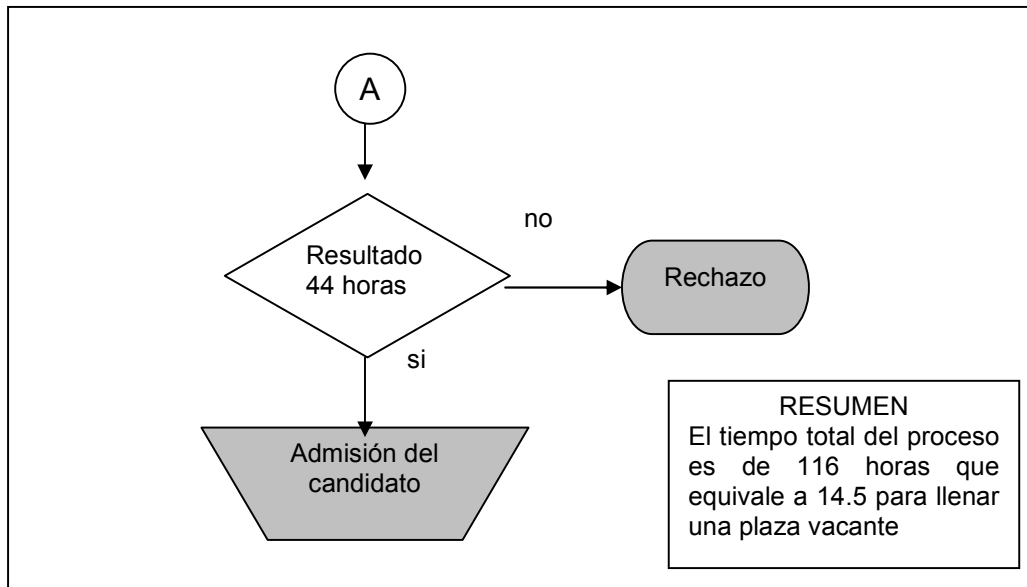 A
Resultado
44 horas
no
Rechazo
si
Admisión del
candidato
RESUMEN
El tiempo total del proceso
es de 116 horas que
equivale a 14.5 para llenar
una plaza vacante